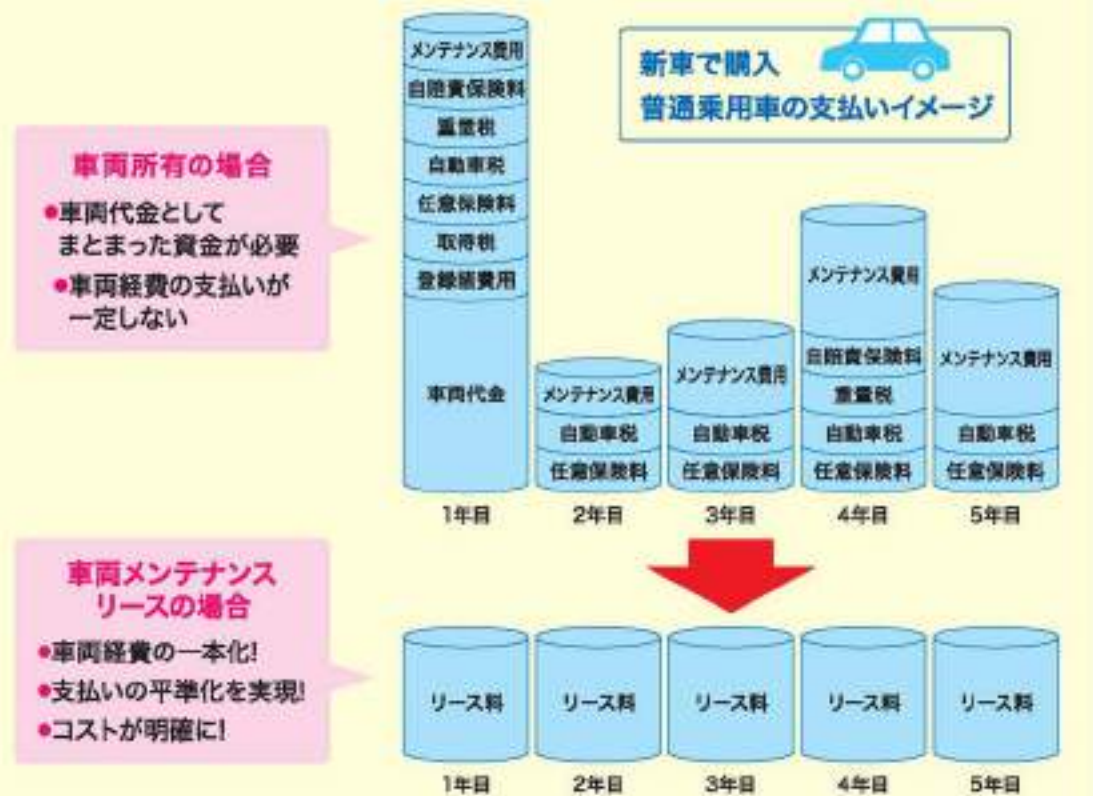 新車で購入
普通乗用車の支払いイメージ
車両所有の場合
●車両代金として
まとまった資金が必要
●車両経費の支払いが
一定しない
メンテナンス費用
自賠責保険料
重量税
自動車税
任意保険料
取得税
登録諸費用
車両代金
1年目
メンテナンス費用
自動車税
任意保険料
2年目
メンテナンス費用
自動車税
任意保険料
3年目
メンテナンス費用
自賠責保険料
重量税
自動車税
任意保険料
4年目
メンテナンス費用
自動車税
任意保険料
5年目
車両メンテナンス
リースの場合
●車両経費の一本化!
●支払いの平準化を実現!
●コストが明確に!
リース料
リース料
リース料
リース料
リース料
1年目
2年目
3年目
4年目
5年目